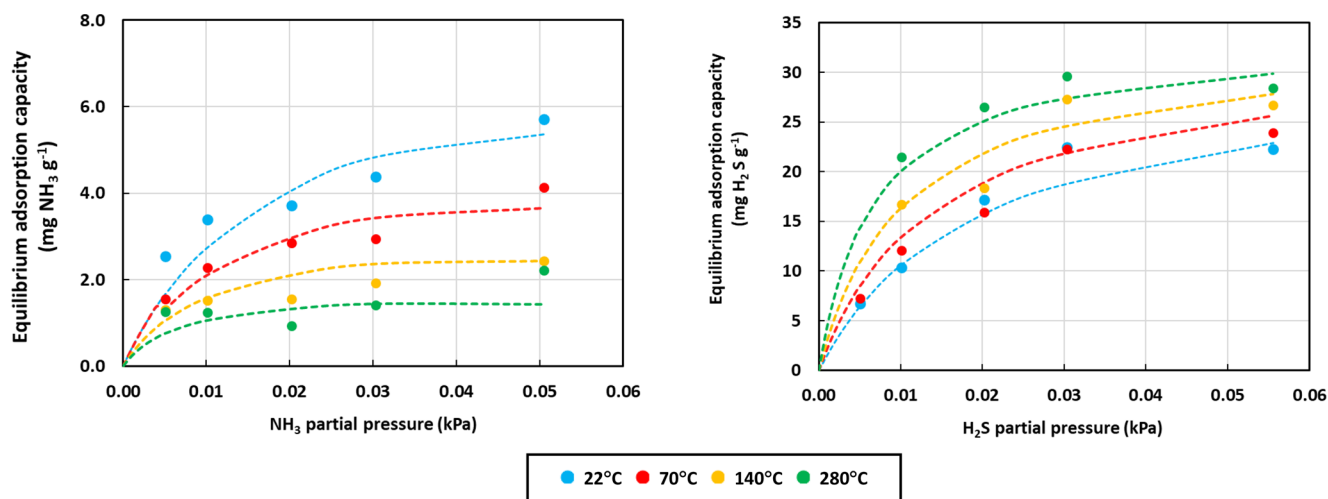 Equilibrium adsorption capacity
(mg NH₃ g⁻¹)
8.0
6.0
4.0
2.0
0.0
0.00 0.01 0.02 0.03 0.04 0.05 0.06
NH₃ partial pressure (kPa)
Equilibrium adsorption capacity
(mg H₂ S g⁻¹)
35
30
25
20
15
10
5
0
0.00 0.01 0.02 0.03 0.04 0.05 0.06
H₂S partial pressure (kPa)
22°C 70°C 140°C 280°C